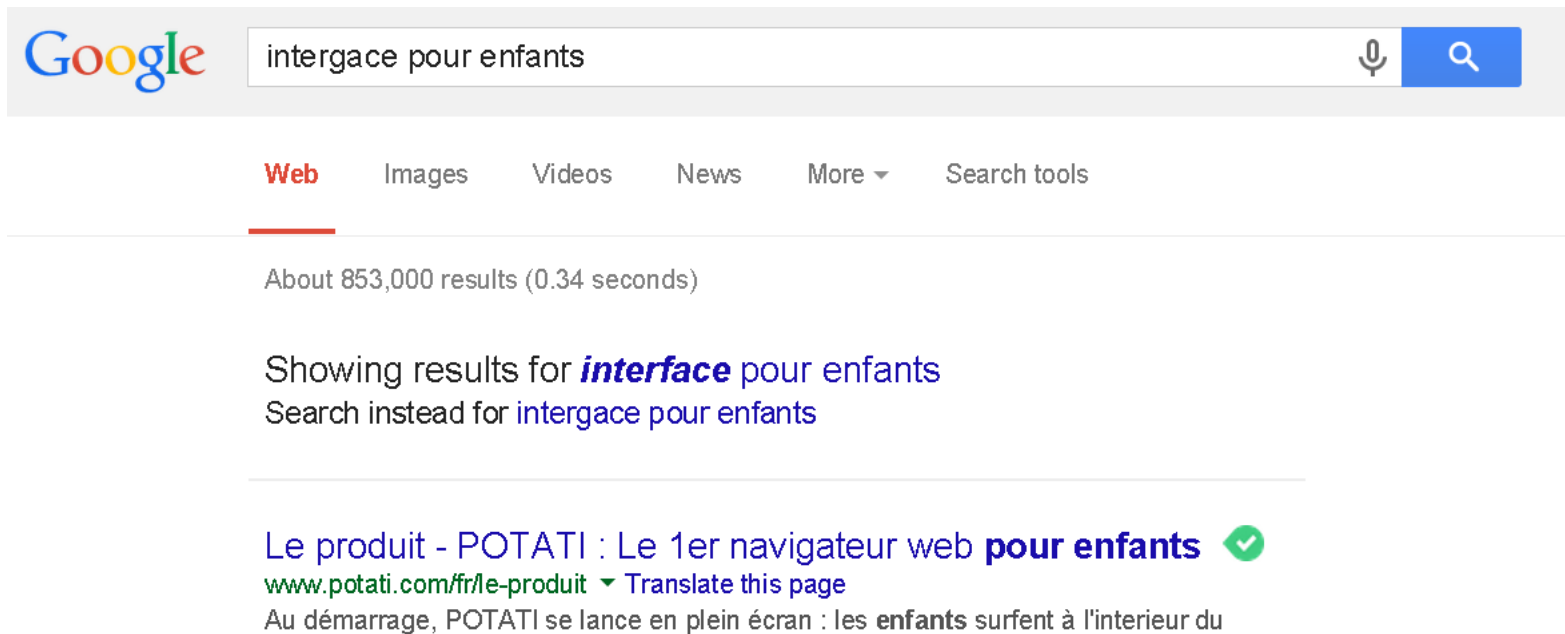 Google intergace pour enfants
Web Images Videos News More Search tools
About 853,000 results (0.34 seconds)
Showing results for interface pour enfants
Search instead for intergace pour enfants
Le produit - POTATI : Le 1er navigateur web pour enfants
www.potati.com/fr/le-produit Translate this page
Au démarrage, POTATI se lance en plein écran : les enfants surfent à l'interieur du